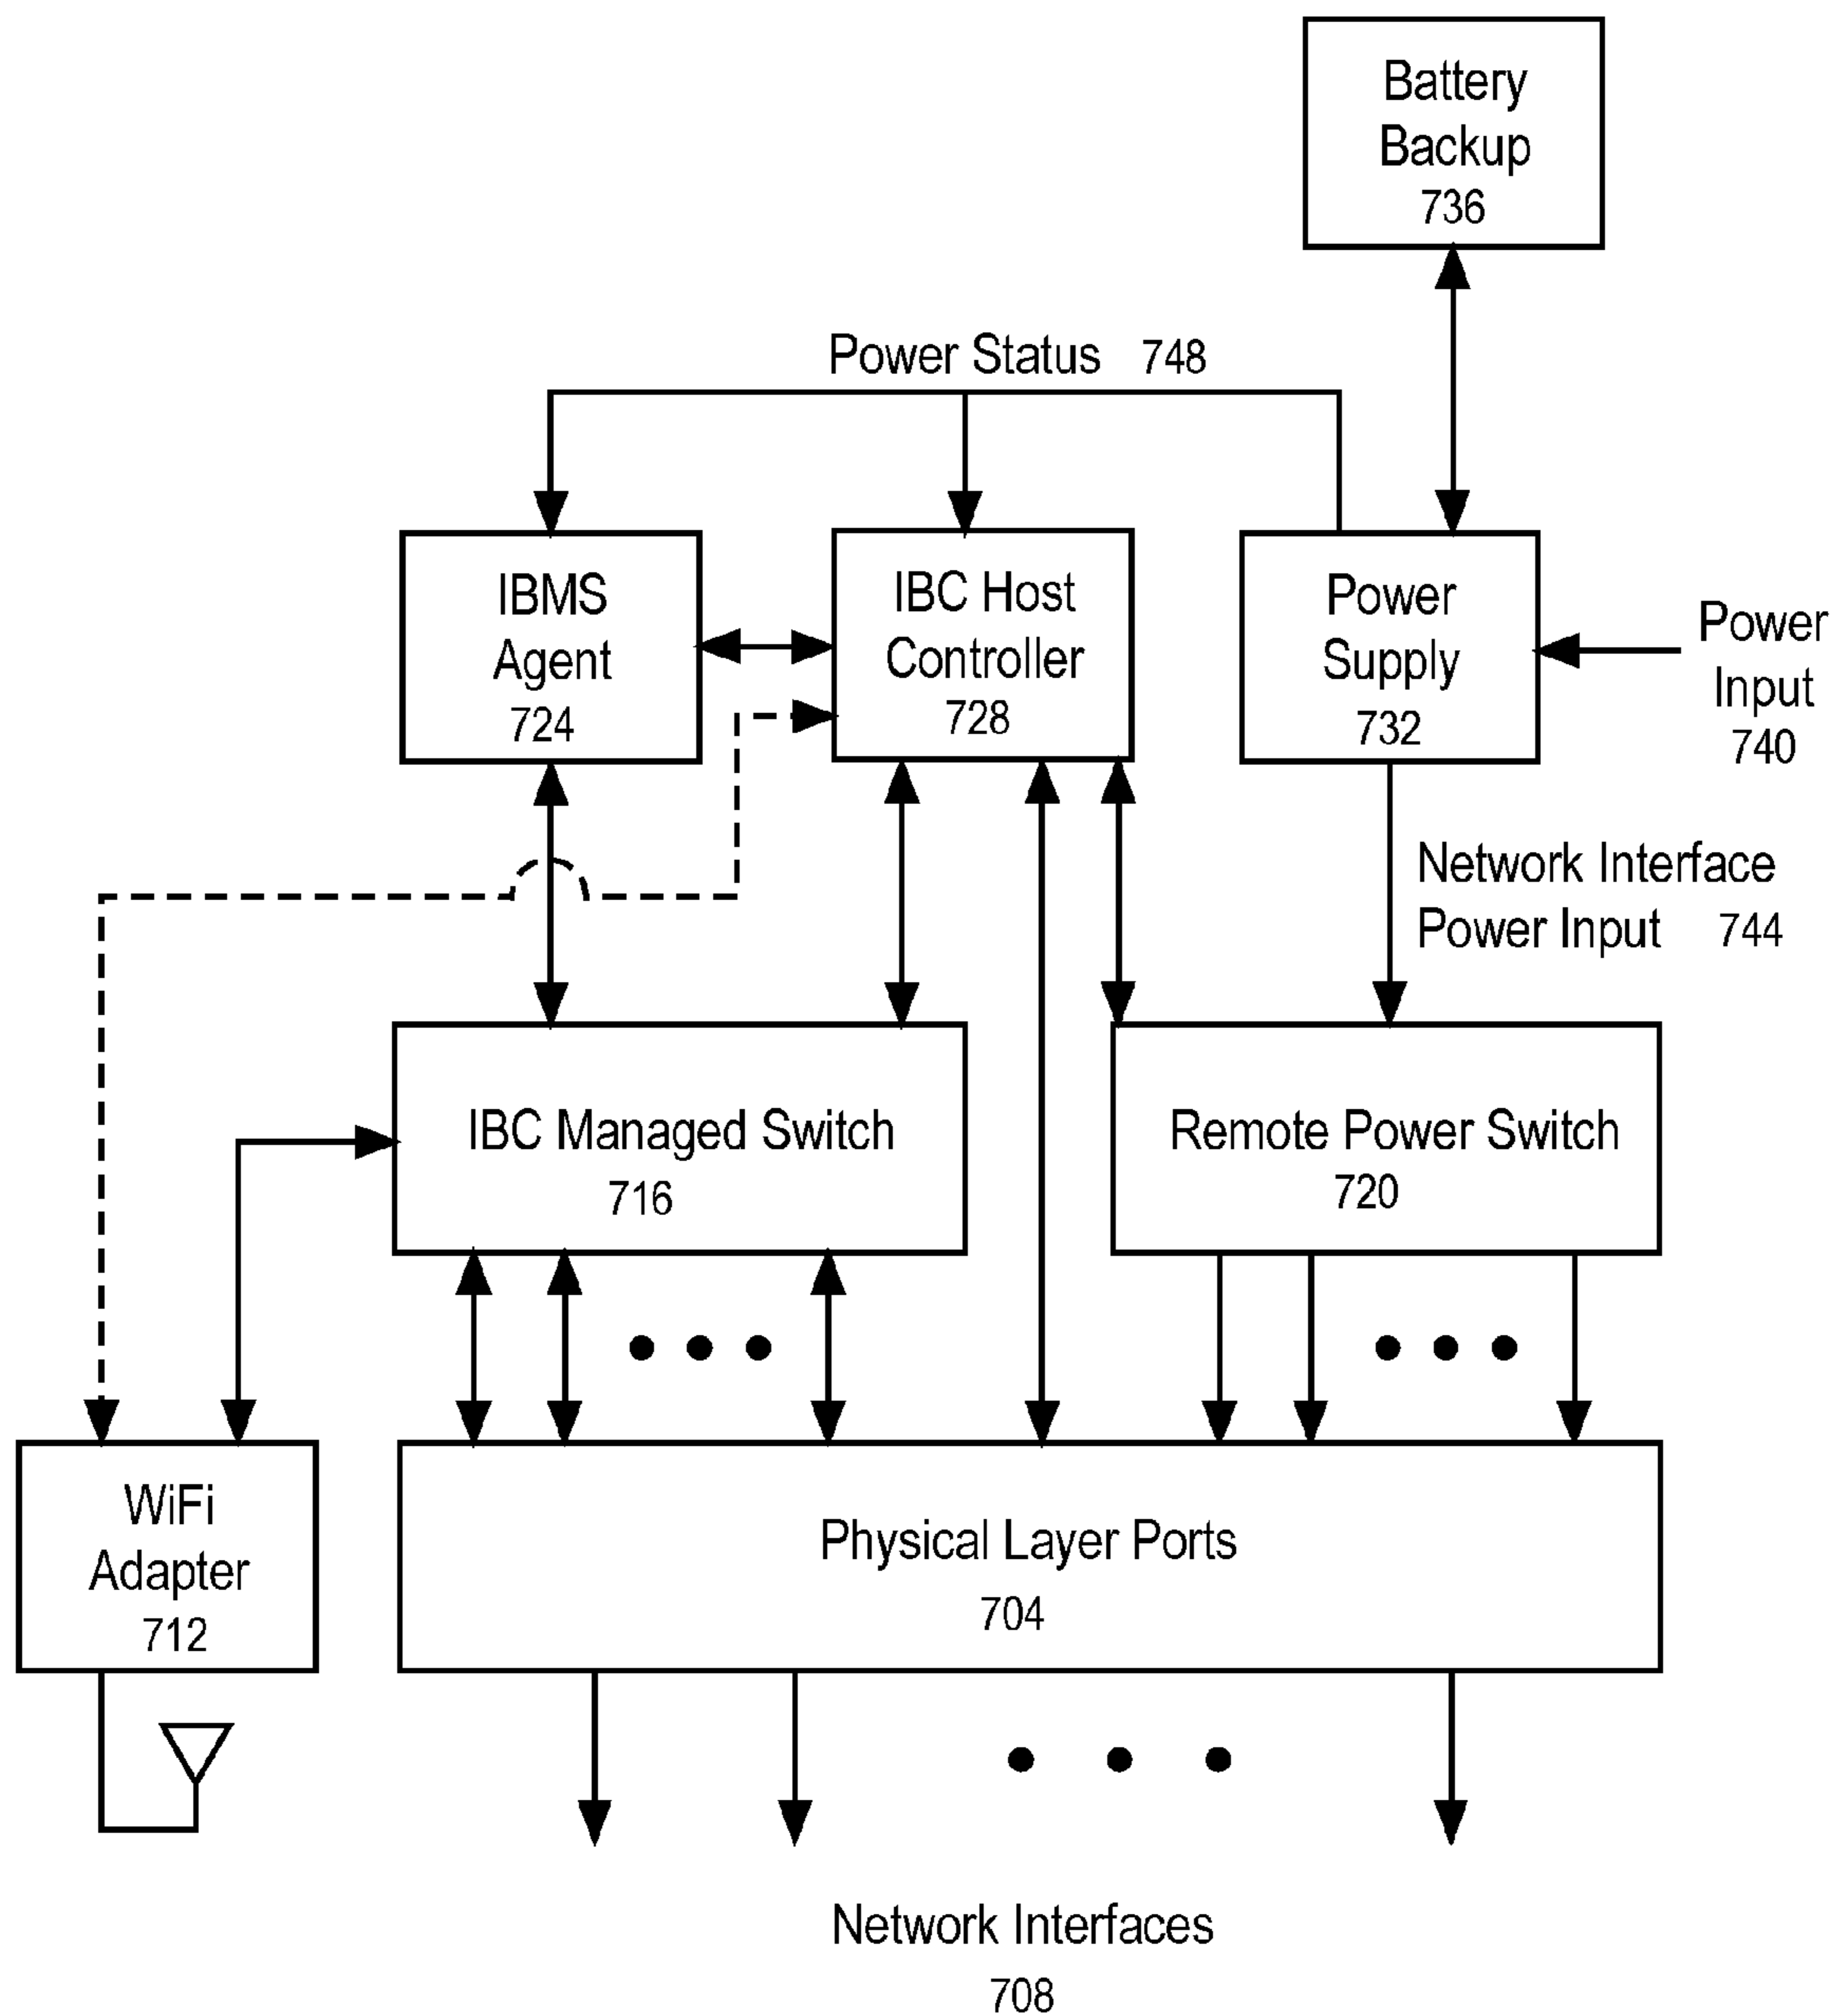 Battery
Backup
736
Power Status 748
IBMS
Agent
724
IBC Host
Controller
728
Power
Supply
732
Power
Input
740
Network Interface
Power Input 744
IBC Managed Switch
716
Remote Power Switch
720
WiFi
Adapter
712
Physical Layer Ports
704
Network Interfaces
708